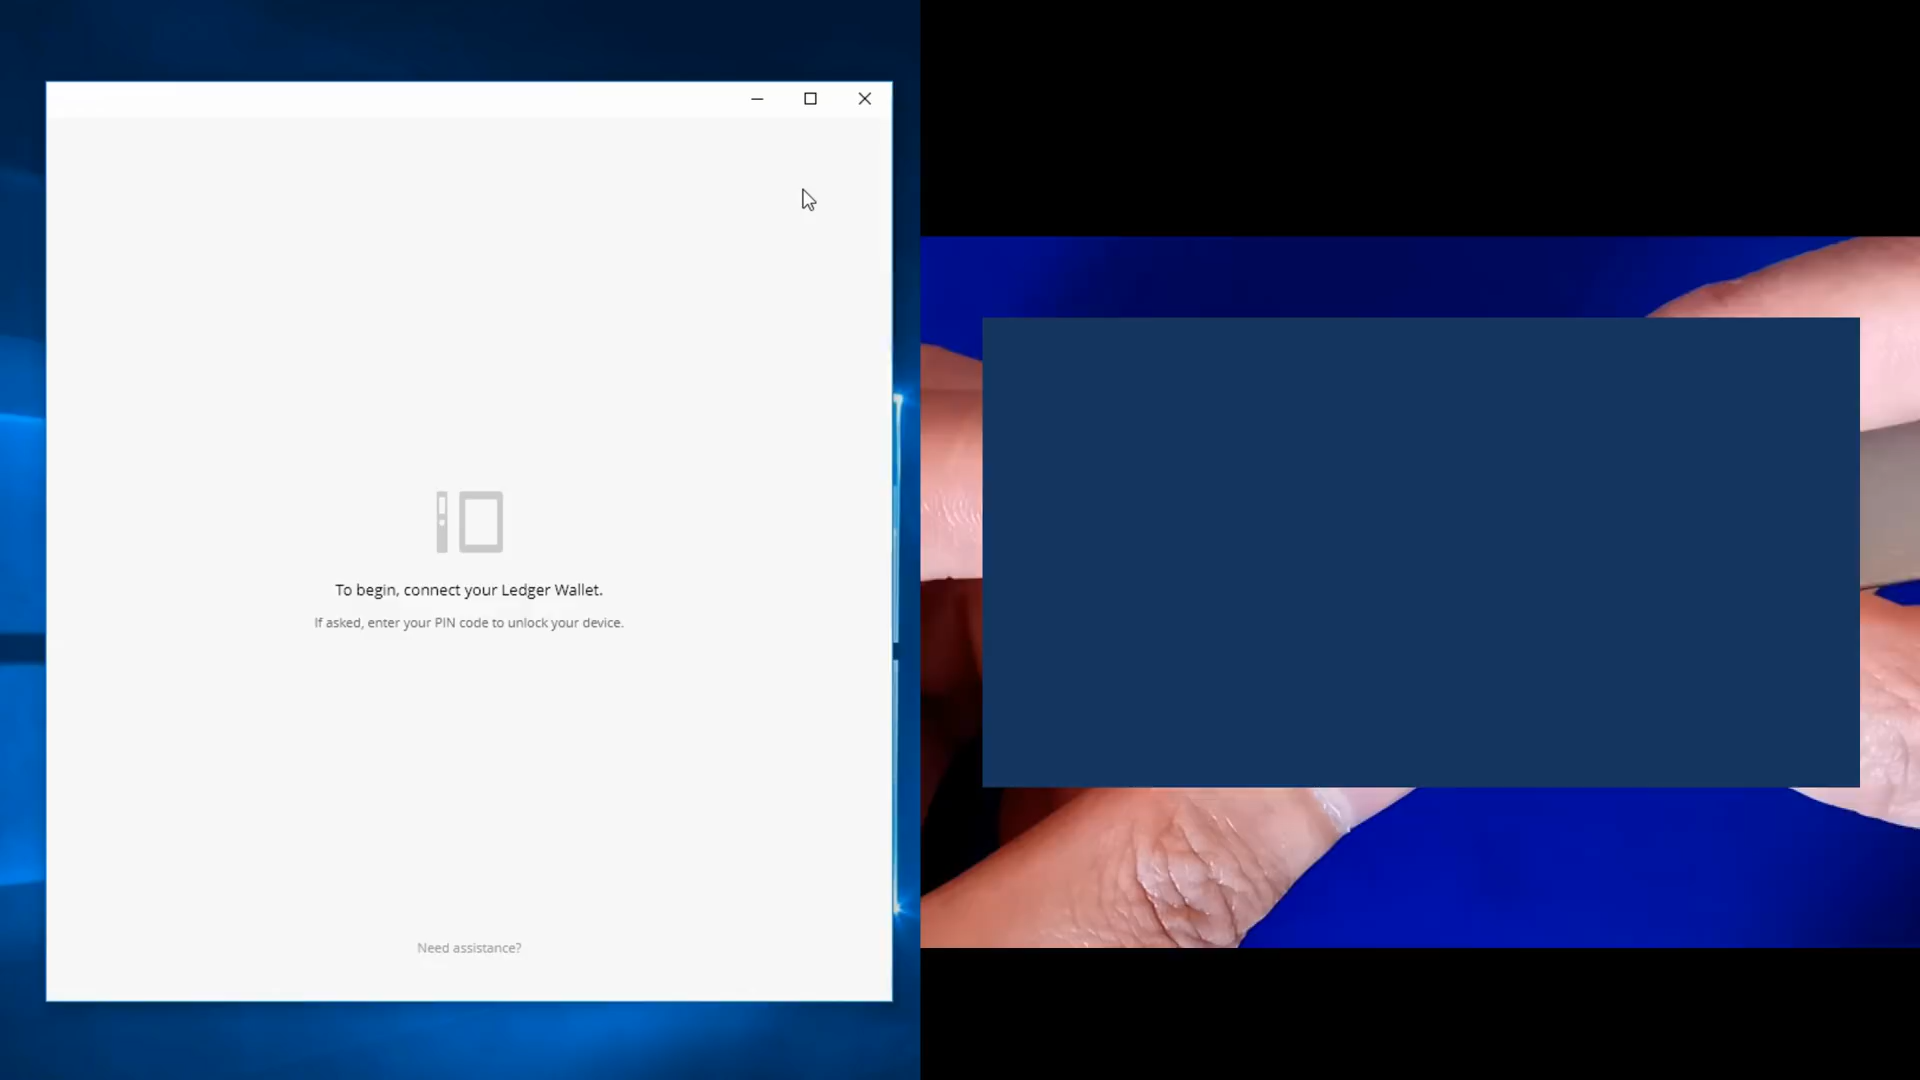 To begin, connect your Ledger Wallet.
If asked, enter your PIN code to unlock your device.
Need assistance?